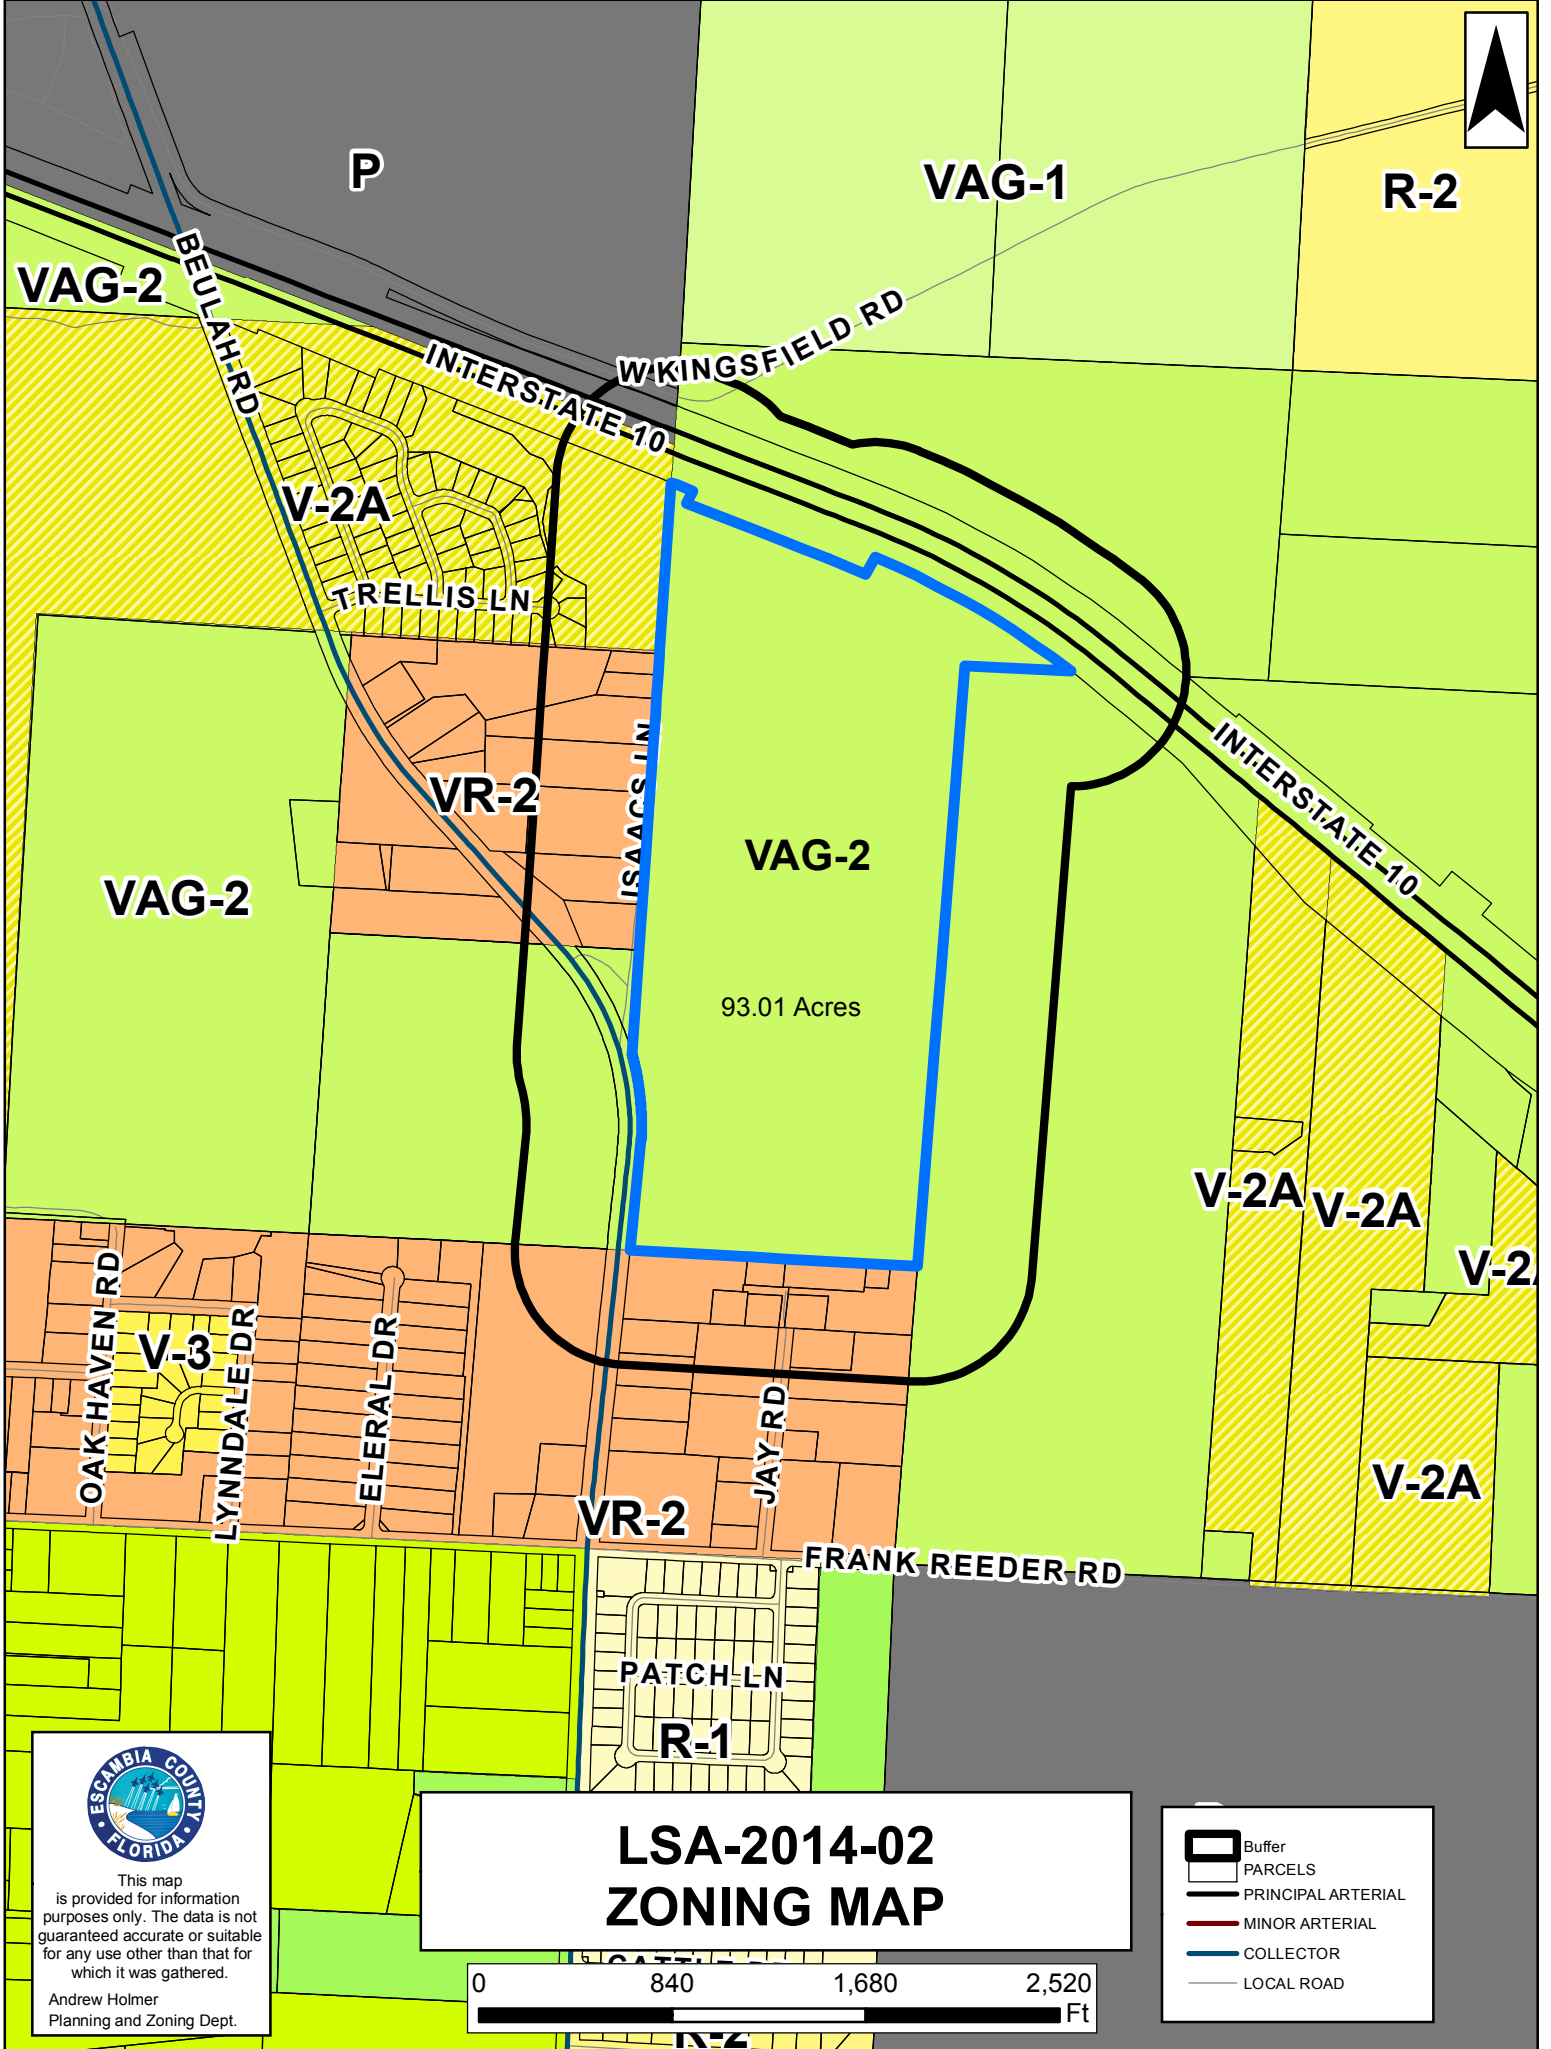 P
VAG-1
R-2
VAG-2
BEULAH RD
W KINGSFIELD RD
INTERSTATE 10
V-2A
TRELLIS LN
ISAACS LN
VR-2
INTERSTATE 10
VAG-2
VAG-2
93.01 Acres
V-2A
V-2A
V-2A
OAK HAVEN RD
V-3
LYNNDALE DR
ELERAL DR
JAY RD
V-2A
VR-2
FRANK REEDER RD
PATCH LN
R-1
ESCAMBIA COUNTY
FLORIDA
This map
is provided for information
purposes only. The data is not
guaranteed accurate or suitable
for any use other than that for
which it was gathered.
Andrew Holmer
Planning and Zoning Dept.
LSA-2014-02
ZONING MAP
Buffer
PARCELS
PRINCIPAL ARTERIAL
MINOR ARTERIAL
COLLECTOR
LOCAL ROAD
0 840 1,680 2,520
Ft
R-2